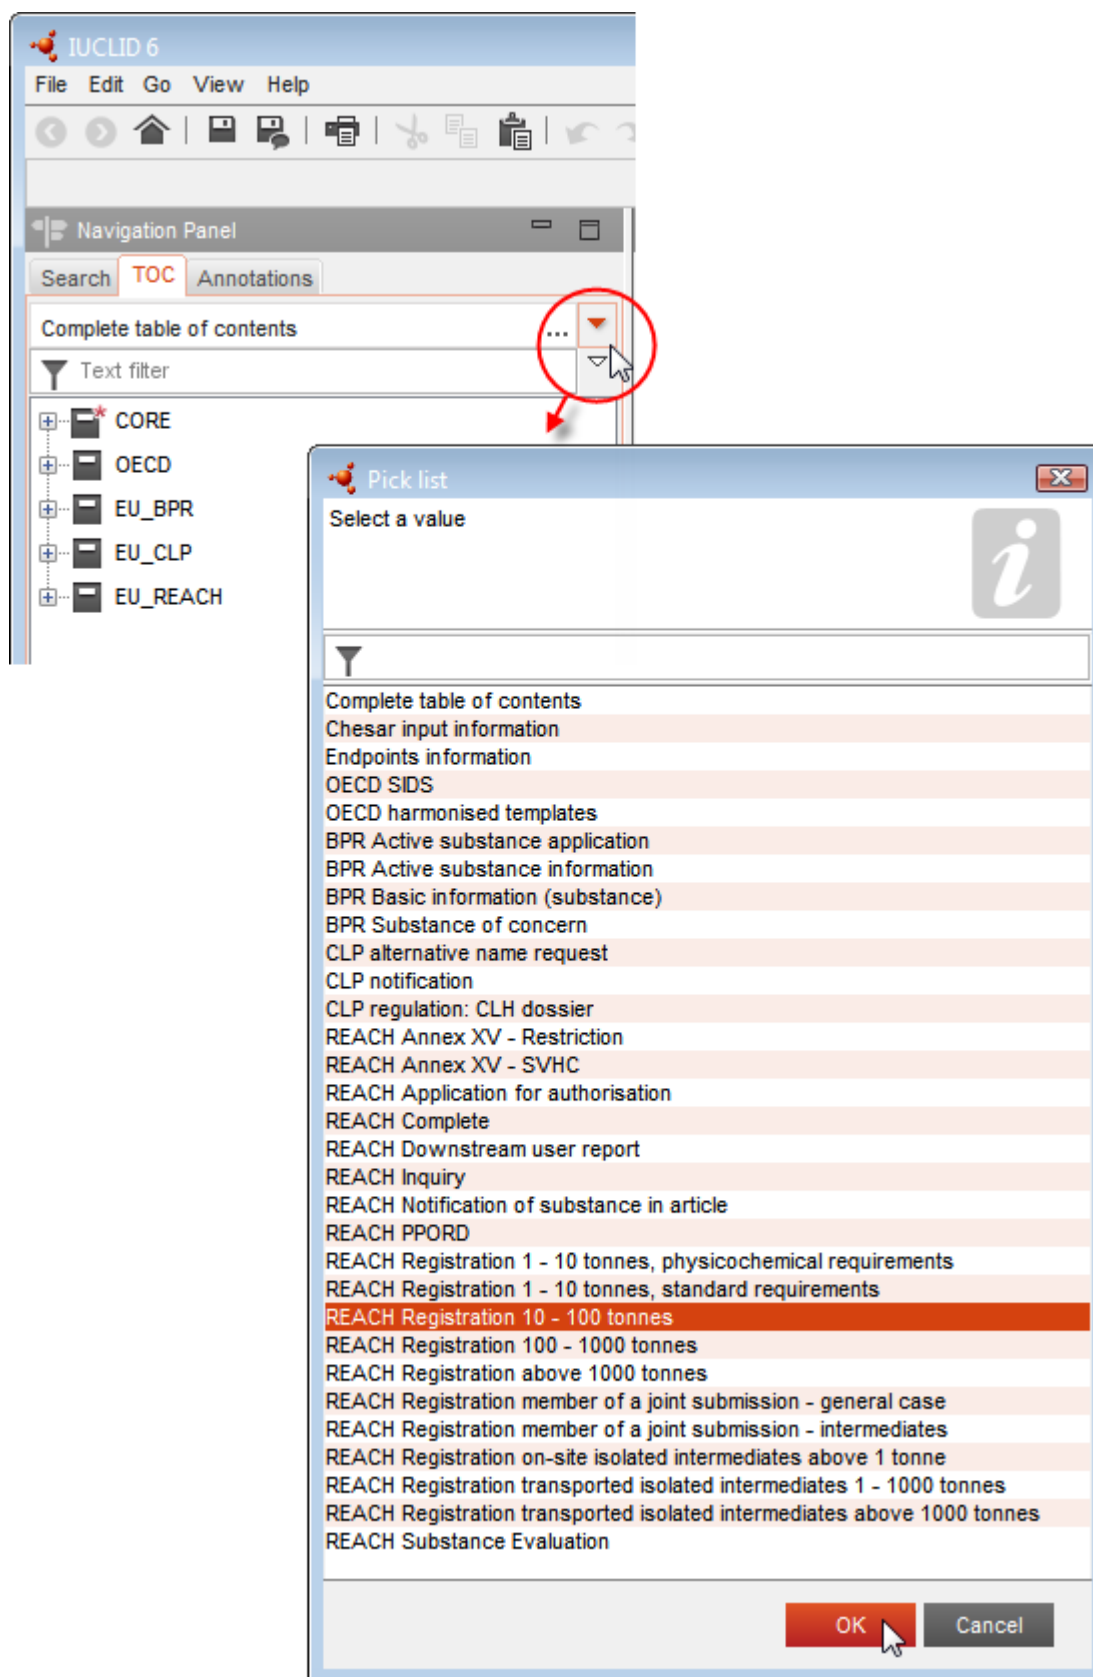 IUCLID 6
File Edit Go View Help
Navigation Panel
Search TOC Annotations
Complete table of contents ...
Text filter
CORE
OECD
EU_BPR
EU_CLP
EU_REACH
Pick list
Select a value
Complete table of contents
Chesar input information
Endpoints information
OECD SIDS
OECD harmonised templates
BPR Active substance application
BPR Active substance information
BPR Basic information (substance)
BPR Substance of concern
CLP alternative name request
CLP notification
CLP regulation: CLH dossier
REACH Annex XV - Restriction
REACH Annex XV - SVHC
REACH Application for authorisation
REACH Complete
REACH Downstream user report
REACH Inquiry
REACH Notification of substance in article
REACH PPORD
REACH Registration 1 - 10 tonnes, physicochemical requirements
REACH Registration 1 - 10 tonnes, standard requirements
REACH Registration 10 - 100 tonnes
REACH Registration 100 - 1000 tonnes
REACH Registration above 1000 tonnes
REACH Registration member of a joint submission - general case
REACH Registration member of a joint submission - intermediates
REACH Registration on-site isolated intermediates above 1 tonne
REACH Registration transported isolated intermediates 1 - 1000 tonnes
REACH Registration transported isolated intermediates above 1000 tonnes
REACH Substance Evaluation
OK Cancel